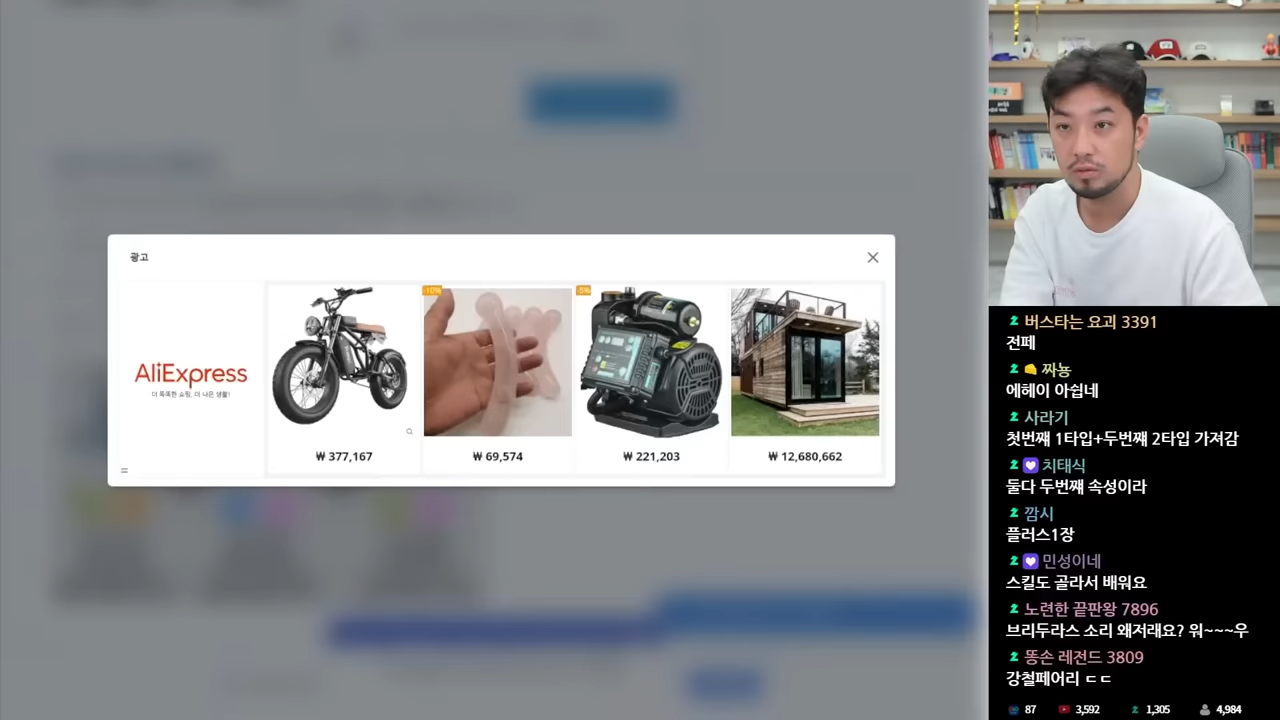 광고
AliExpress
더 똑똑한 쇼핑, 더 나은 생활!
₩ 377,167
-10%
₩ 69,574
-5%
₩ 221,203
₩ 12,680,662
버스타는 요괴 3391
전페
짜뇽
에헤이 아쉽네
사라기
첫번째 1타입+두번째 2타입 가져감
치태식
둘다 두번째 속성이라
깜시
플러스1장
민성이네
스킬도 골라서 배워요
노련한 끝판왕 7896
브리두라스 소리 왜저래요? 워~~~우
똥손 레전드 3809
강철페어리 ㄷㄷ
87 3,592 1,305 4,984